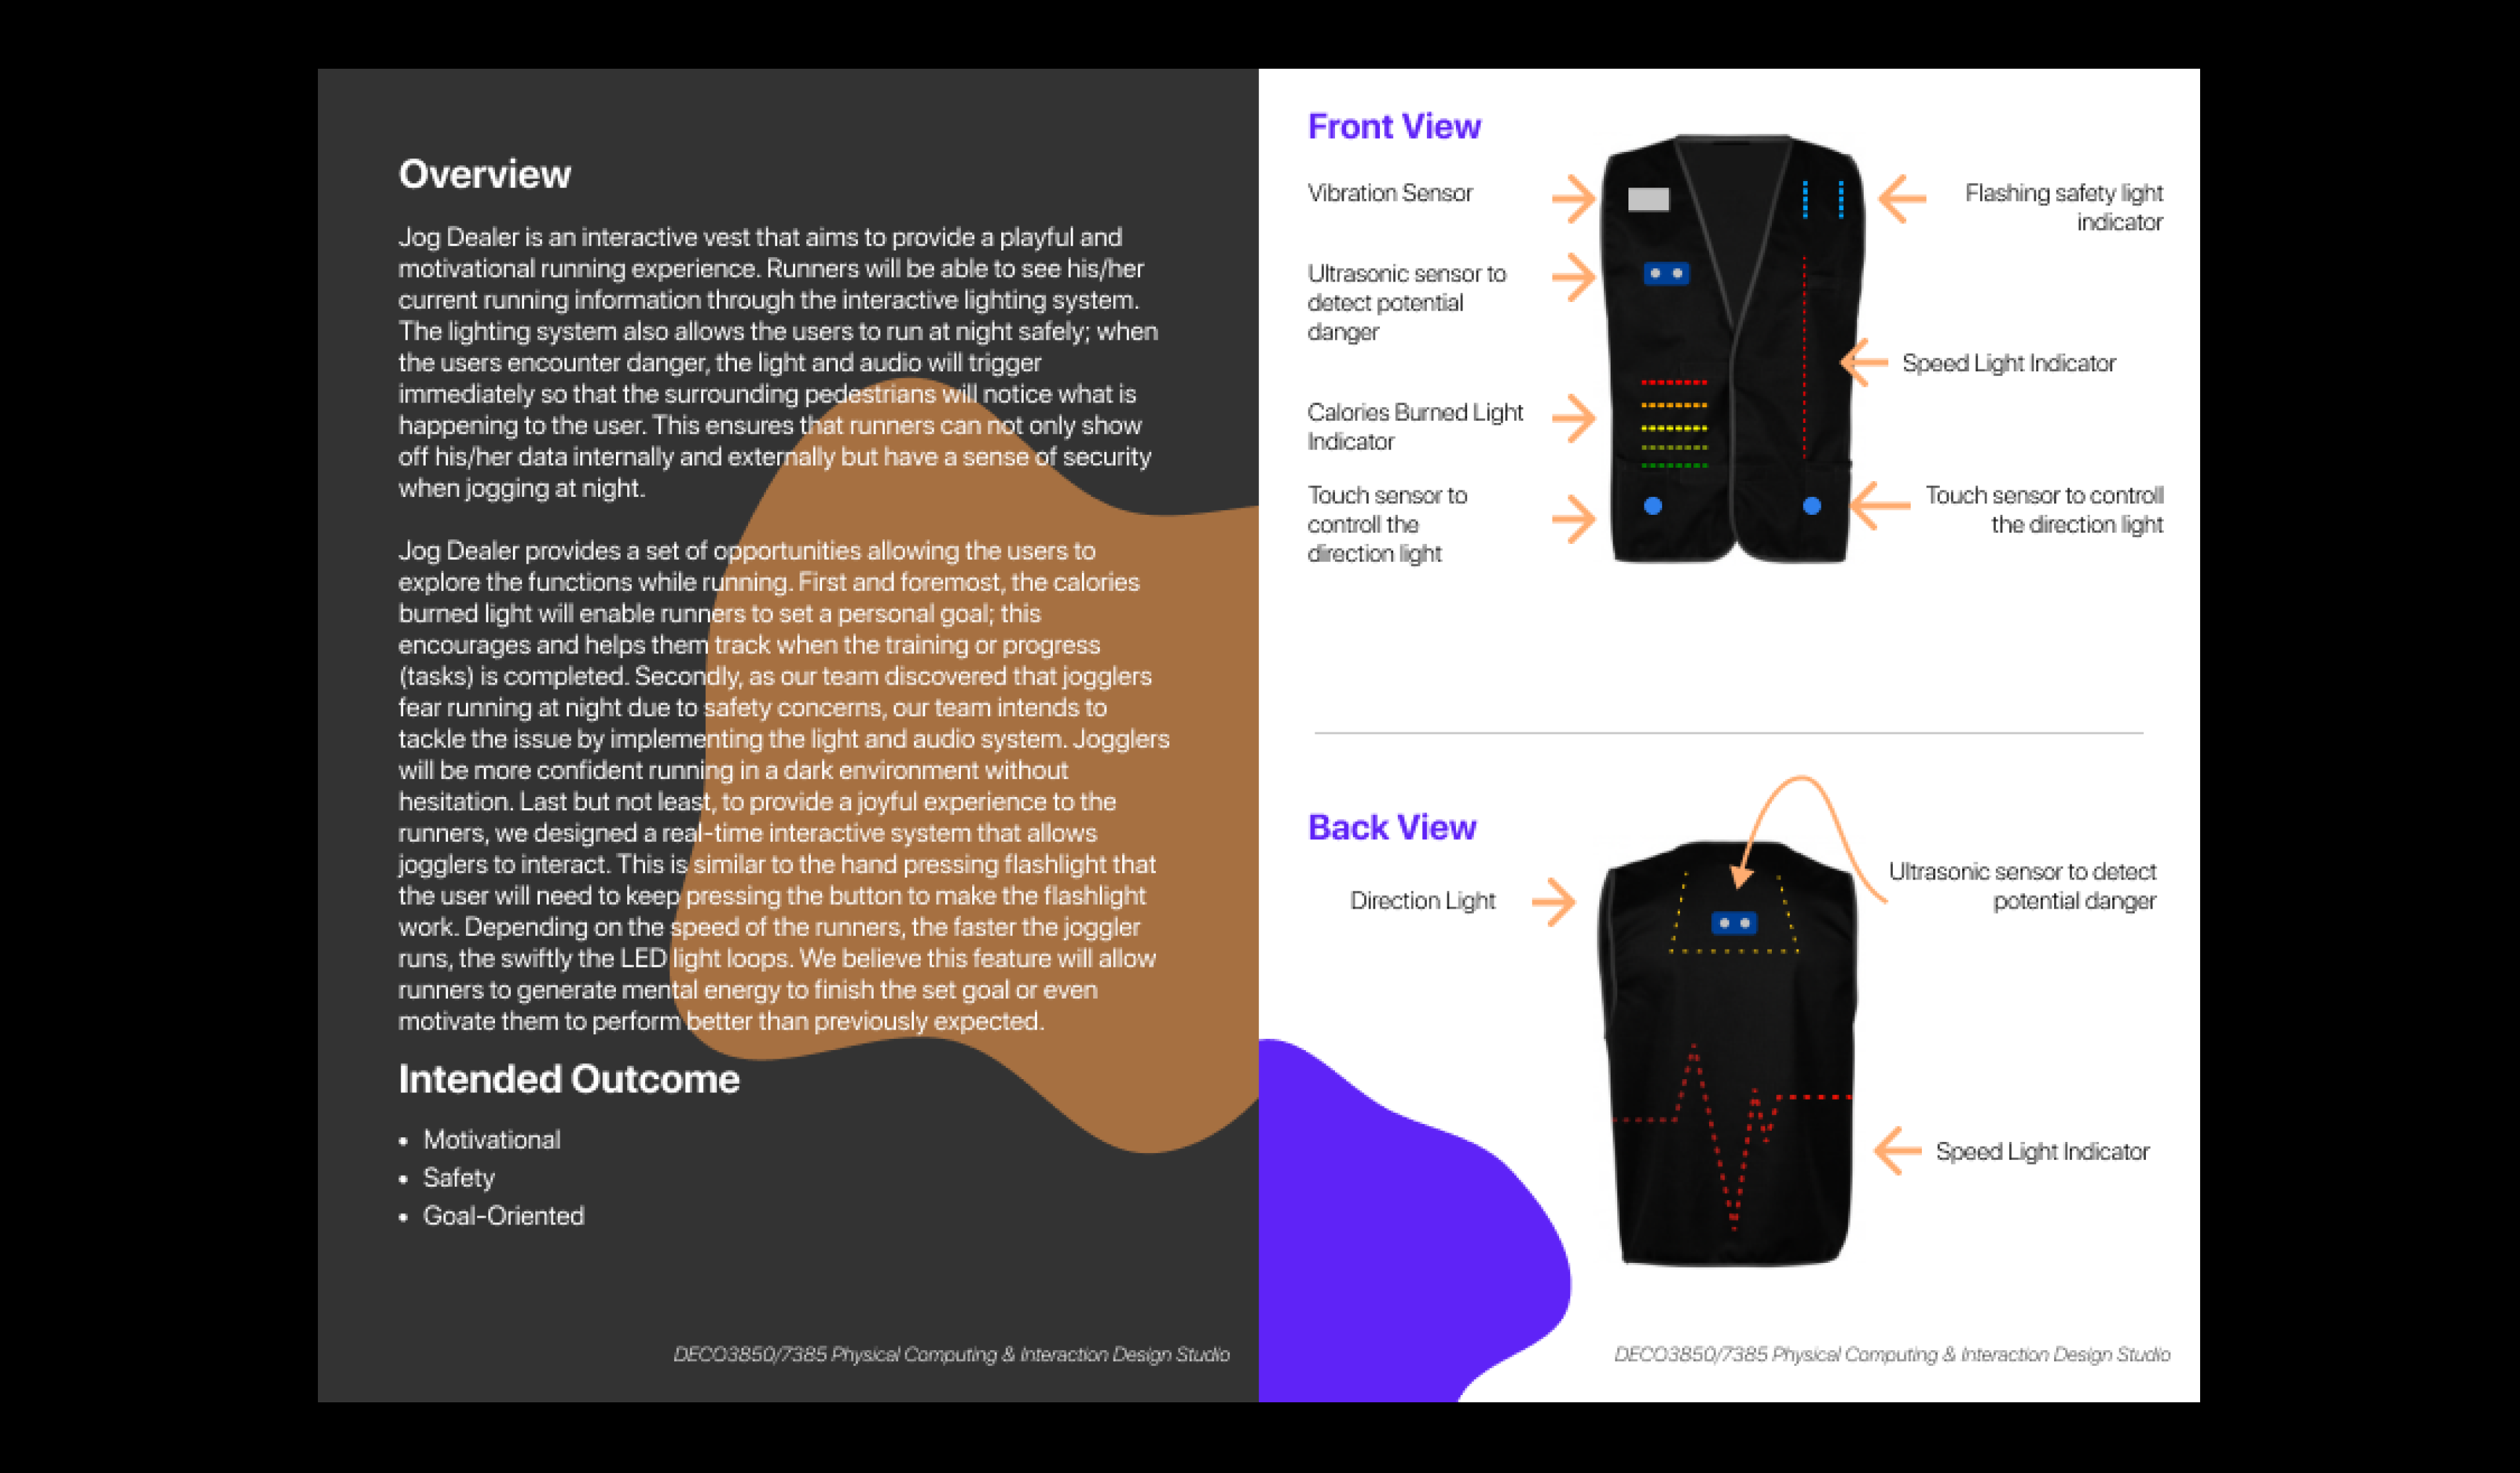 Overview
Jog Dealer is an interactive vest that aims to provide a playful and
motivational running experience. Runners will be able to see his/her
current running information through the interactive lighting system.
The lighting system also allows the users to run at night safely; when
the users encounter danger, the light and audio will trigger
immediately so that the surrounding pedestrians will notice what is
happening to the user. This ensures that runners can not only show
off his/her data internally and externally but have a sense of security
when jogging at night.
Jog Dealer provides a set of opportunities allowing the users to
explore the functions while running. First and foremost, the calories
burned light will enable runners to set a personal goal; this
encourages and helps them track when the training or progress
(tasks) is completed. Secondly, as our team discovered that jogglers
fear running at night due to safety concerns, our team intends to
tackle the issue by implementing the light and audio system. Jogglers
will be more confident running in a dark environment without
hesitation. Last but not least, to provide a joyful experience to the
runners, we designed a real-time interactive system that allows
jogglers to interact. This is similar to the hand pressing flashlight that
the user will need to keep pressing the button to make the flashlight
work. Depending on the speed of the runners, the faster the joggler
runs, the swiftly the LED light loops. We believe this feature will allow
runners to generate mental energy to finish the set goal or even
motivate them to perform better than previously expected.
Intended Outcome
• Motivational
• Safety
• Goal-Oriented
DECO3850/7385 Physical Computing & Interaction Design Studio
Front View
Vibration Sensor
Ultrasonic sensor to
detect potential
danger
Calories Burned Light
Indicator
Touch sensor to
controll the
direction light
Flashing safety light
indicator
Speed Light Indicator
Touch sensor to controll
the direction light
Back View
Direction Light
Ultrasonic sensor to detect
potential danger
Speed Light Indicator
DECO3850/7385 Physical Computing & Interaction Design Studio